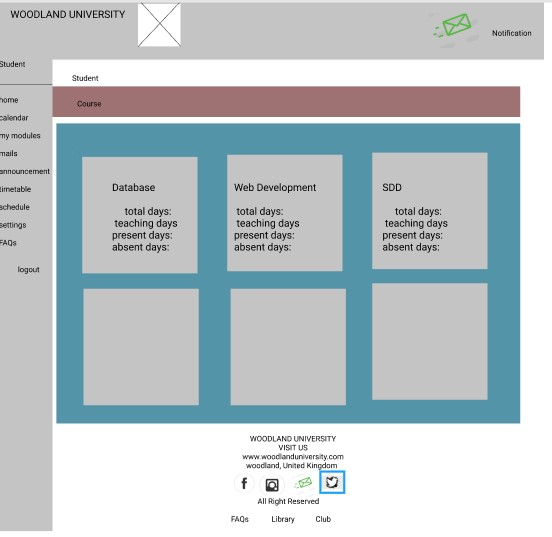 WOODLAND UNIVERSITY
Notification
Student
home
calendar
my modules
mails
announcement
timetable
schedule
settings
FAQs
logout
Student
Course
Database
total days:
teaching days
present days:
absent days:
Web Development
total days:
teaching days
present days:
absent days:
SDD
total days:
teaching days
present days:
absent days:
WOODLAND UNIVERSITY
VISIT US
www.woodlanduniversity.com
woodland, United Kingdom
All Right Reserved
FAQs Library Club